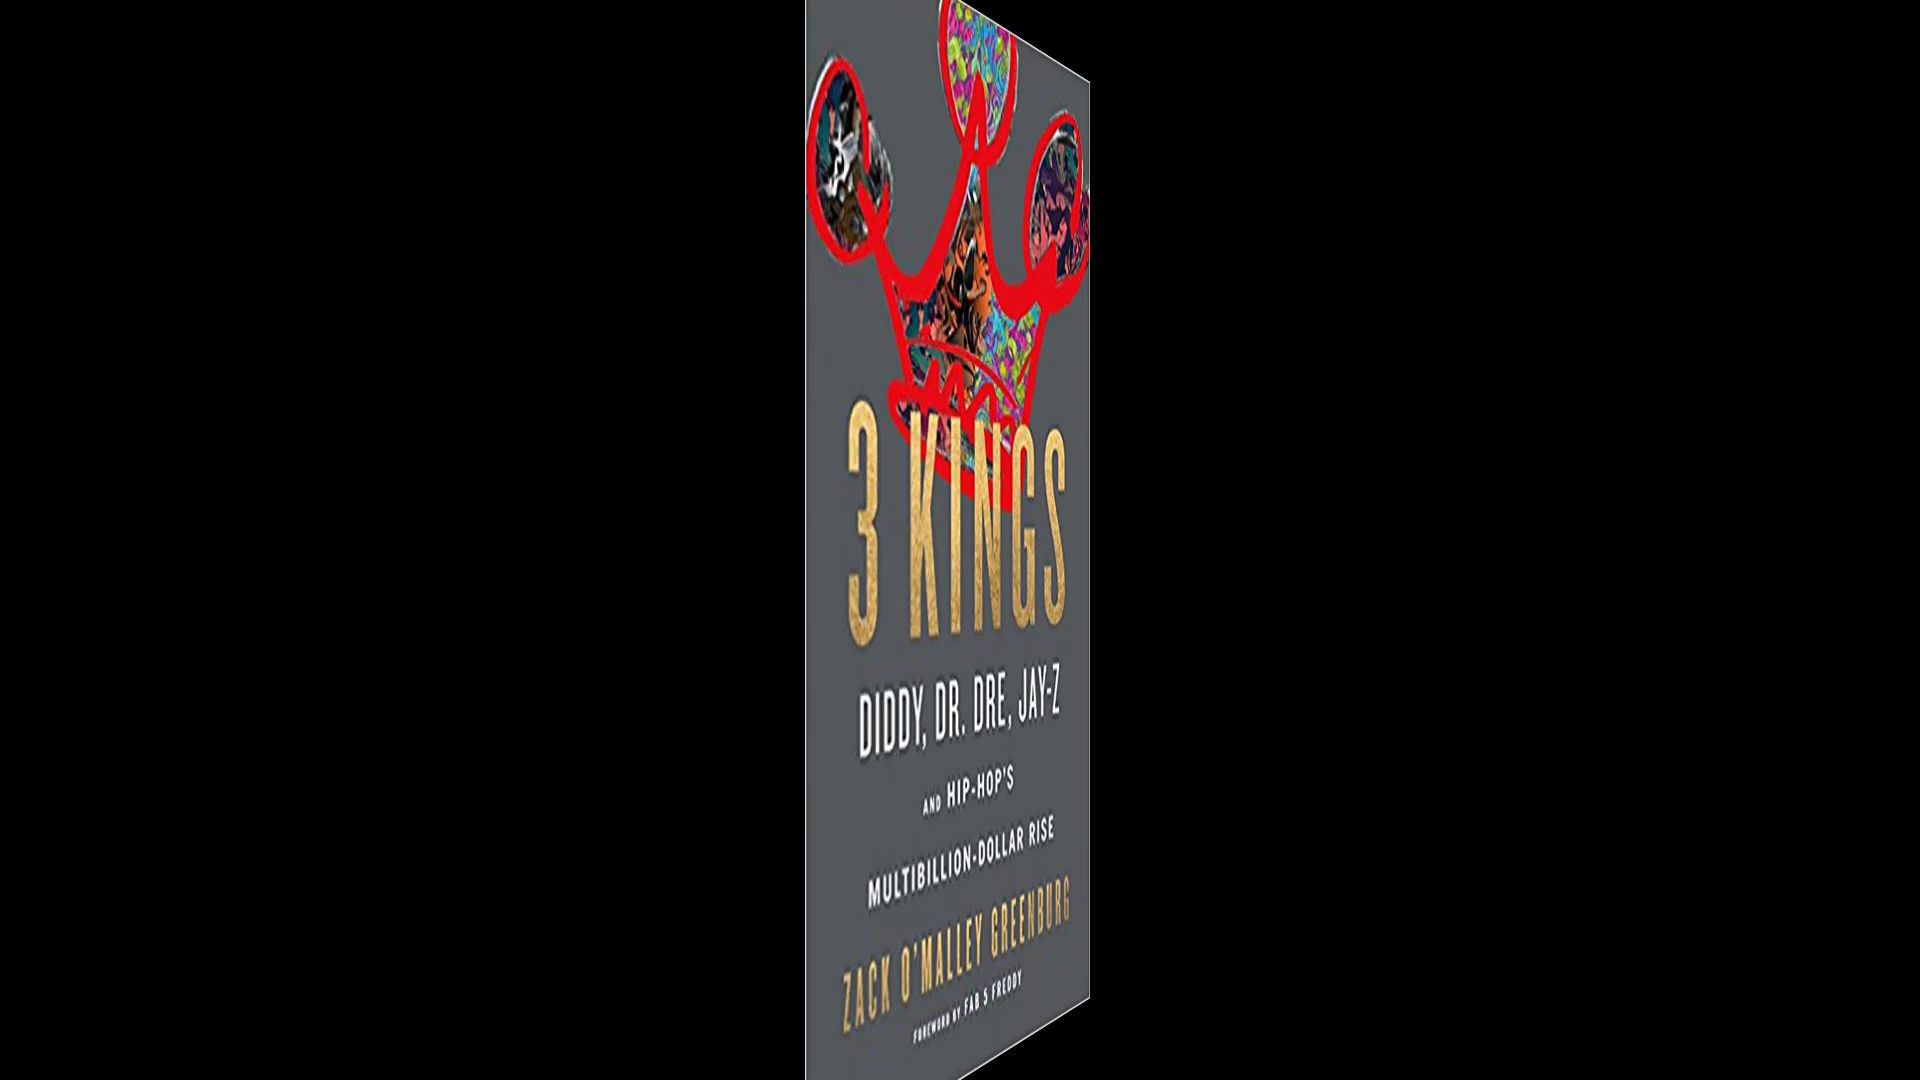 3 KINGS
DIDDY, DR. DRE, JAY-Z
AND HIP-HOP'S
MULTIBILLION-DOLLAR RISE
ZACK O'MALLEY GREENBURG
FOREWORD BY FAB 5 FREDDY